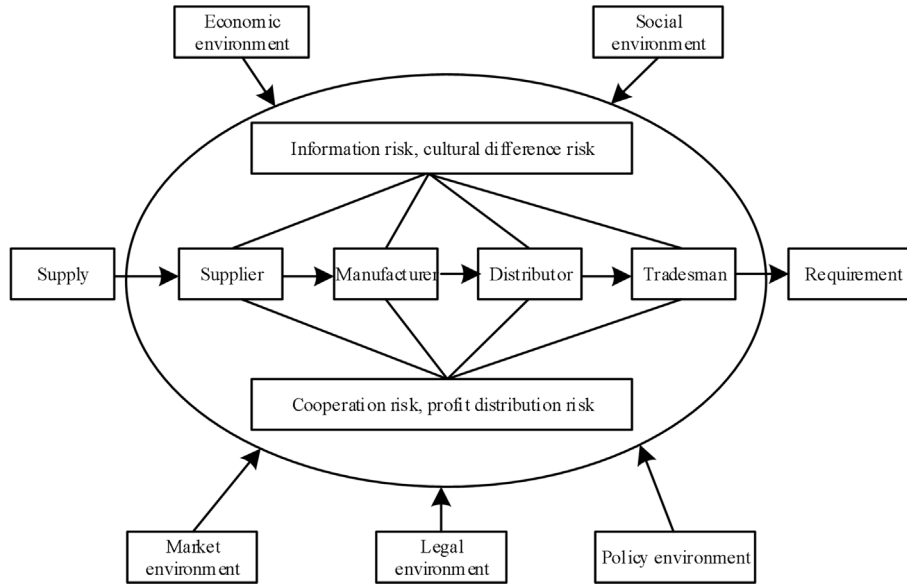 Economic
environment
Social
environment
Information risk, cultural difference risk
Supply
Supplier
Manufacturer
Distributor
Tradesman
Requirement
Cooperation risk, profit distribution risk
Market
environment
Legal
environment
Policy environment